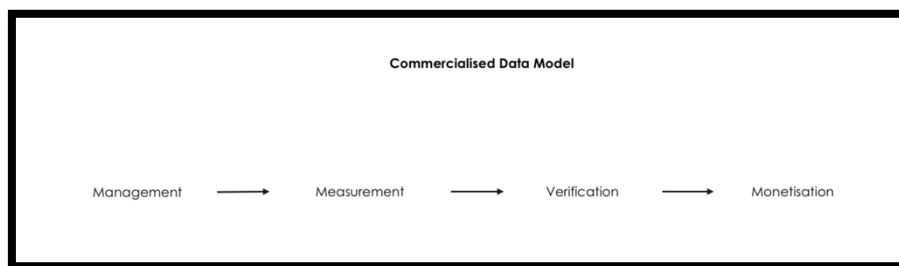 Commercialised Data Model
Management Measurement Verification Monetisation